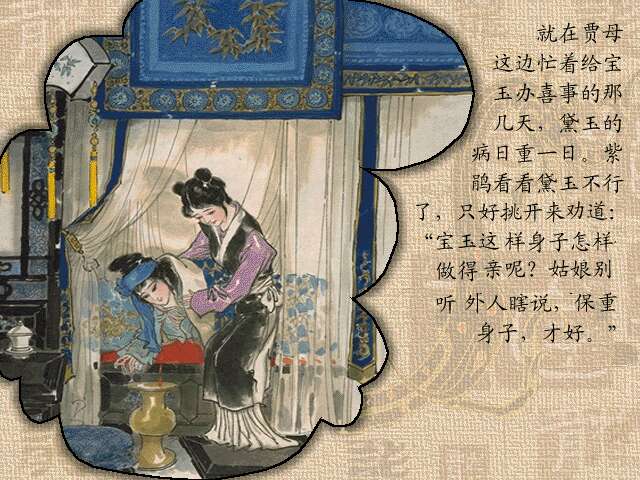 就在贾母
这边忙着给宝
玉办喜事的那
几天，黛玉的
病日重一日。紫
鹃看看黛玉不行
了，只好挑开来劝道：
“宝玉这样身子怎样
做得亲呢？姑娘别
听外人瞎说，保重
身子，才好。”